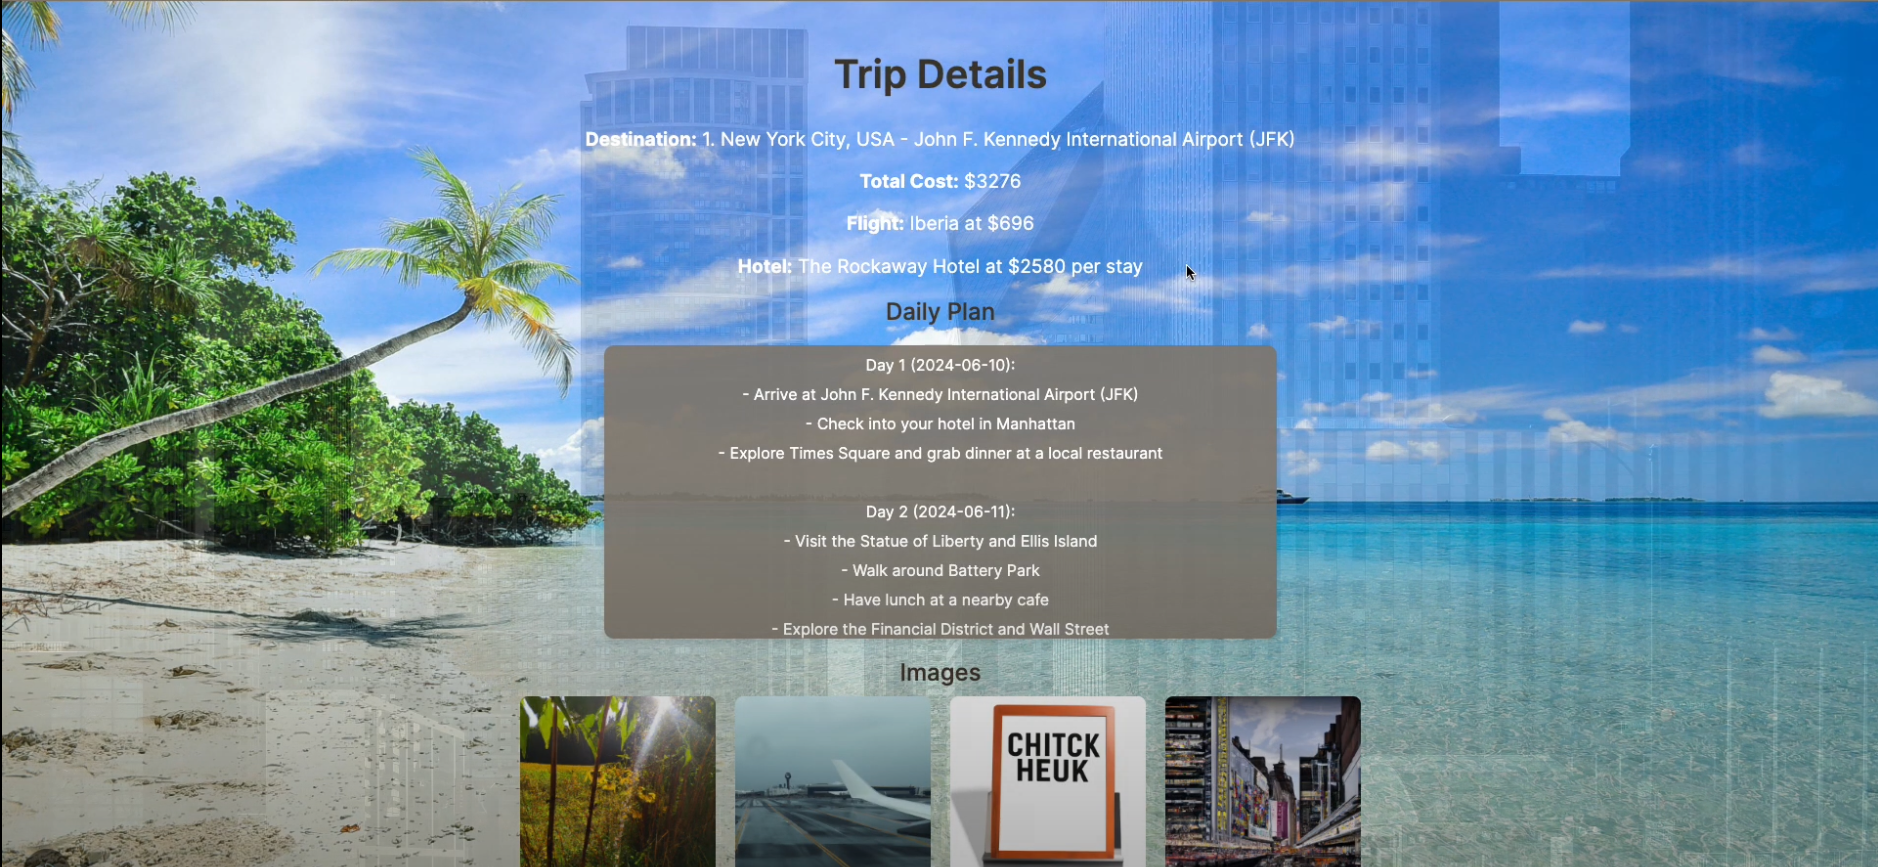 Trip Details
Destination: 1. New York City, USA - John F. Kennedy International Airport (JFK)
Total Cost: $3276
Flight: Iberia at $696
Hotel: The Rockaway Hotel at $2580 per stay
Daily Plan
Day 1 (2024-06-10):
- Arrive at John F. Kennedy International Airport (JFK)
- Check into your hotel in Manhattan
- Explore Times Square and grab dinner at a local restaurant
Day 2 (2024-06-11):
- Visit the Statue of Liberty and Ellis Island
- Walk around Battery Park
- Have lunch at a nearby cafe
- Explore the Financial District and Wall Street
Images
CHITCK
HEUK